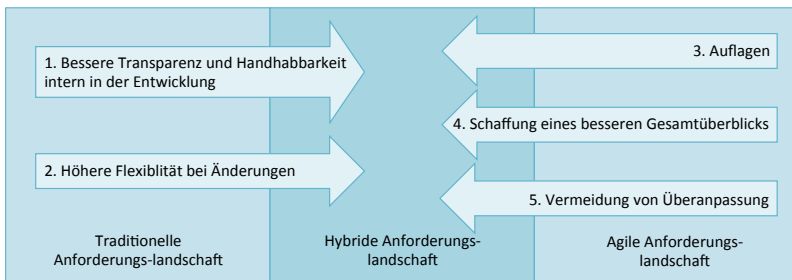 1. Bessere Transparenz und Handhabbarkeit
intern in der Entwicklung
3. Auflagen
4. Schaffung eines besseren Gesamtüberblicks
2. Höhere Flexiblität bei Änderungen
5. Vermeidung von Überanpassung
Traditionelle
Anforderungs-landschaft
Hybride Anforderungs-
landschaft
Agile Anforderungs-
landschaft